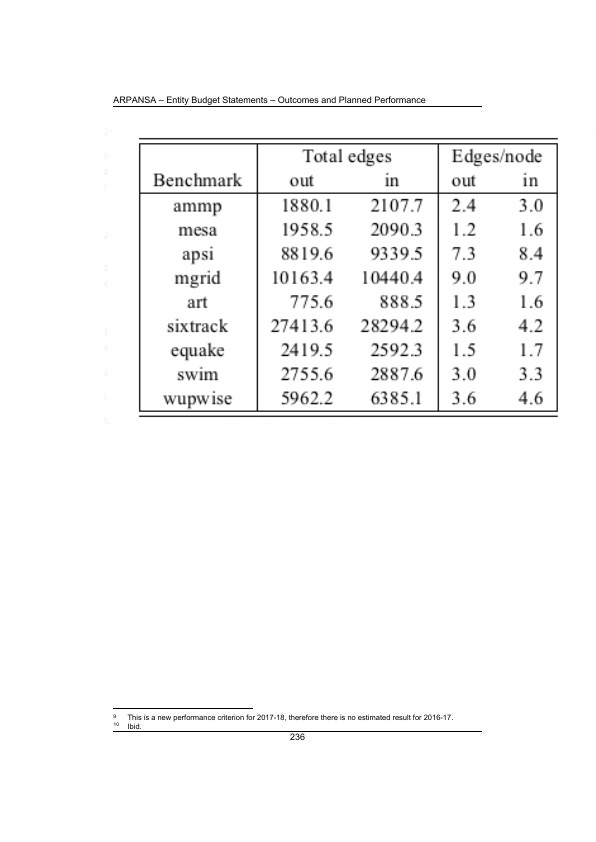 ARPANSA – Entity Budget Statements – Outcomes and Planned Performance
Total edges Edges/node
Benchmark out in out in
ammp 1880.1 2107.7 2.4 3.0
mesa 1958.5 2090.3 1.2 1.6
apsi 8819.6 9339.5 7.3 8.4
mgrid 10163.4 10440.4 9.0 9.7
art 775.6 888.5 1.3 1.6
sixtrack 27413.6 28294.2 3.6 4.2
equake 2419.5 2592.3 1.5 1.7
swim 2755.6 2887.6 3.0 3.3
wupwise 5962.2 6385.1 3.6 4.6
9 This is a new performance criterion for 2017-18, therefore there is no estimated result for 2016-17.
10 Ibid.
236